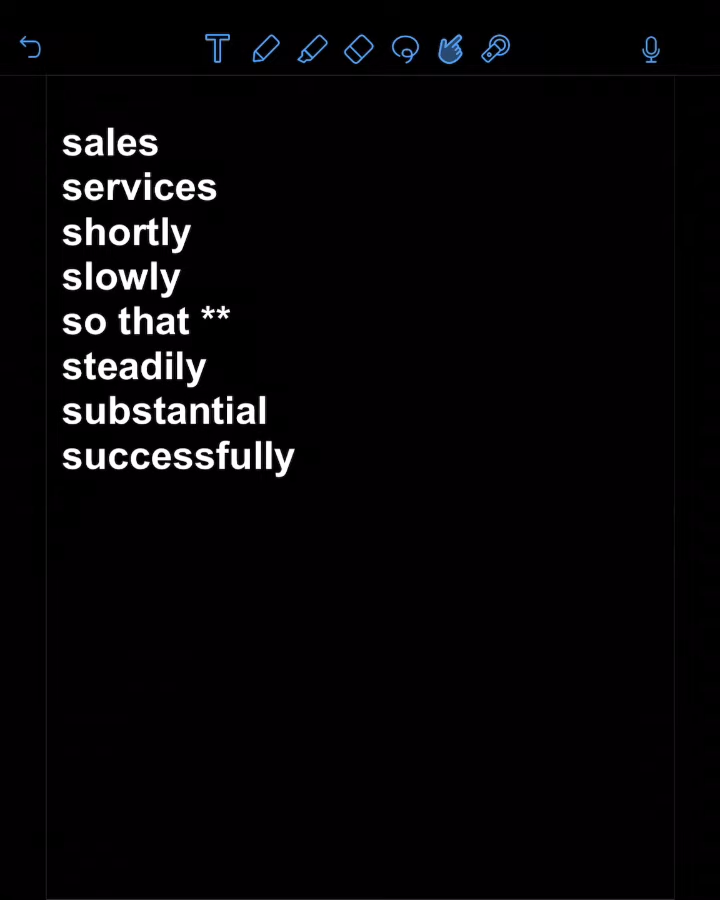 sales
services
shortly
slowly
so that **
steadily
substantial
successfully